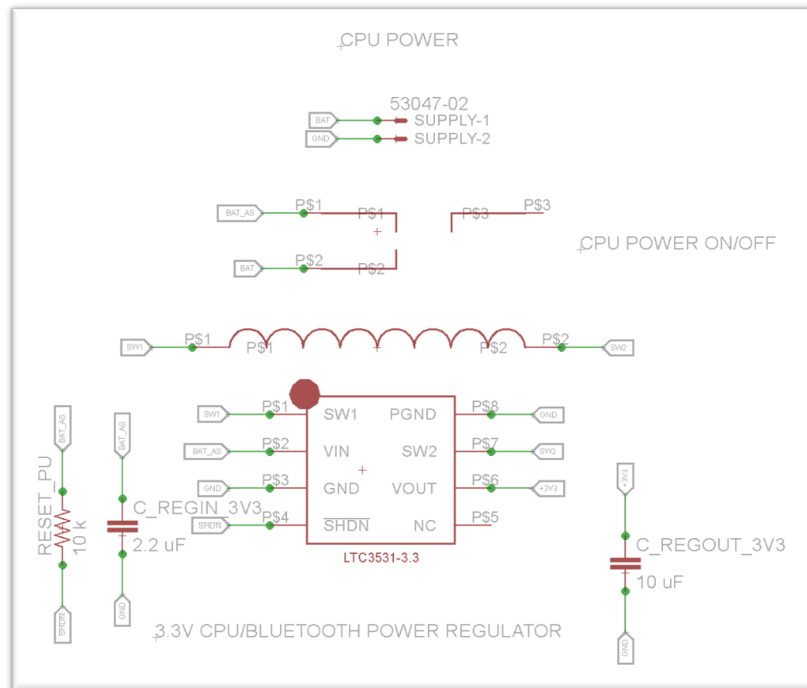 CPU POWER
53047-02
BAT SUPPLY-1
GND SUPPLY-2
BAT_AS P$1 P$1 P$3 P$3
CPU POWER ON/OFF
BAT P$2 P$2
SW1 P$1 P$1 P$2 P$2 SW2
SW1 P$1 SW1 PGND P$8 GND
BAT_AS P$2 VIN SW2 P$7 SW2
GND P$3 GND VOUT P$6 +3V3
SHDN P$4 SHDN NC P$5
LTC3531-3.3
BAT_AS
RESET_PU
10 k
SHDN
BAT_AS
C_REGIN_3V3
2.2 uF
GND
+3V3
C_REGOUT_3V3
10 uF
GND
3.3V CPU/BLUETOOTH POWER REGULATOR